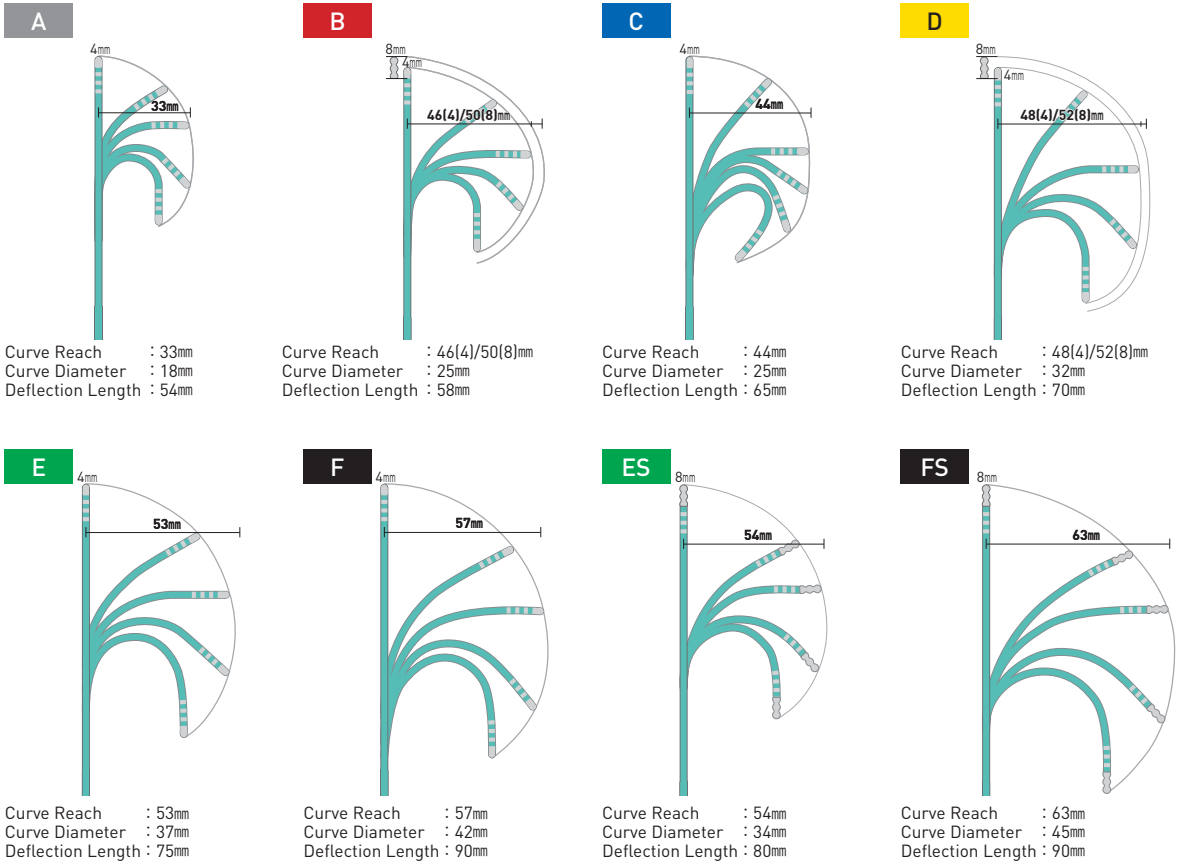 A
4mm
33mm
Curve Reach : 33mm
Curve Diameter : 18mm
Deflection Length : 54mm
B
8mm
4mm
46(4)/50(8)mm
Curve Reach : 46(4)/50(8)mm
Curve Diameter : 25mm
Deflection Length : 58mm
C
4mm
44mm
Curve Reach : 44mm
Curve Diameter : 25mm
Deflection Length : 65mm
D
8mm
4mm
48(4)/52(8)mm
Curve Reach : 48(4)/52(8)mm
Curve Diameter : 32mm
Deflection Length : 70mm
E
4mm
53mm
Curve Reach : 53mm
Curve Diameter : 37mm
Deflection Length : 75mm
F
4mm
57mm
Curve Reach : 57mm
Curve Diameter : 42mm
Deflection Length : 90mm
ES
8mm
54mm
Curve Reach : 54mm
Curve Diameter : 34mm
Deflection Length : 80mm
FS
8mm
63mm
Curve Reach : 63mm
Curve Diameter : 45mm
Deflection Length : 90mm